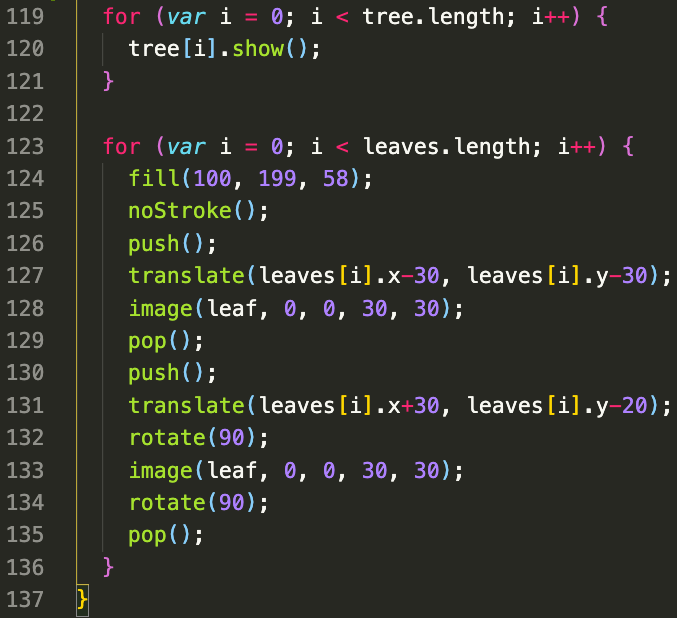 119 for (var i = 0; i < tree.length; i++) {
120 tree[i].show();
121 }
122
123 for (var i = 0; i < leaves.length; i++) {
124 fill(100, 199, 58);
125 noStroke();
126 push();
127 translate(leaves[i].x-30, leaves[i].y-30);
128 image(leaf, 0, 0, 30, 30);
129 pop();
130 push();
131 translate(leaves[i].x+30, leaves[i].y-20);
132 rotate(90);
133 image(leaf, 0, 0, 30, 30);
134 rotate(90);
135 pop();
136 }
137 }